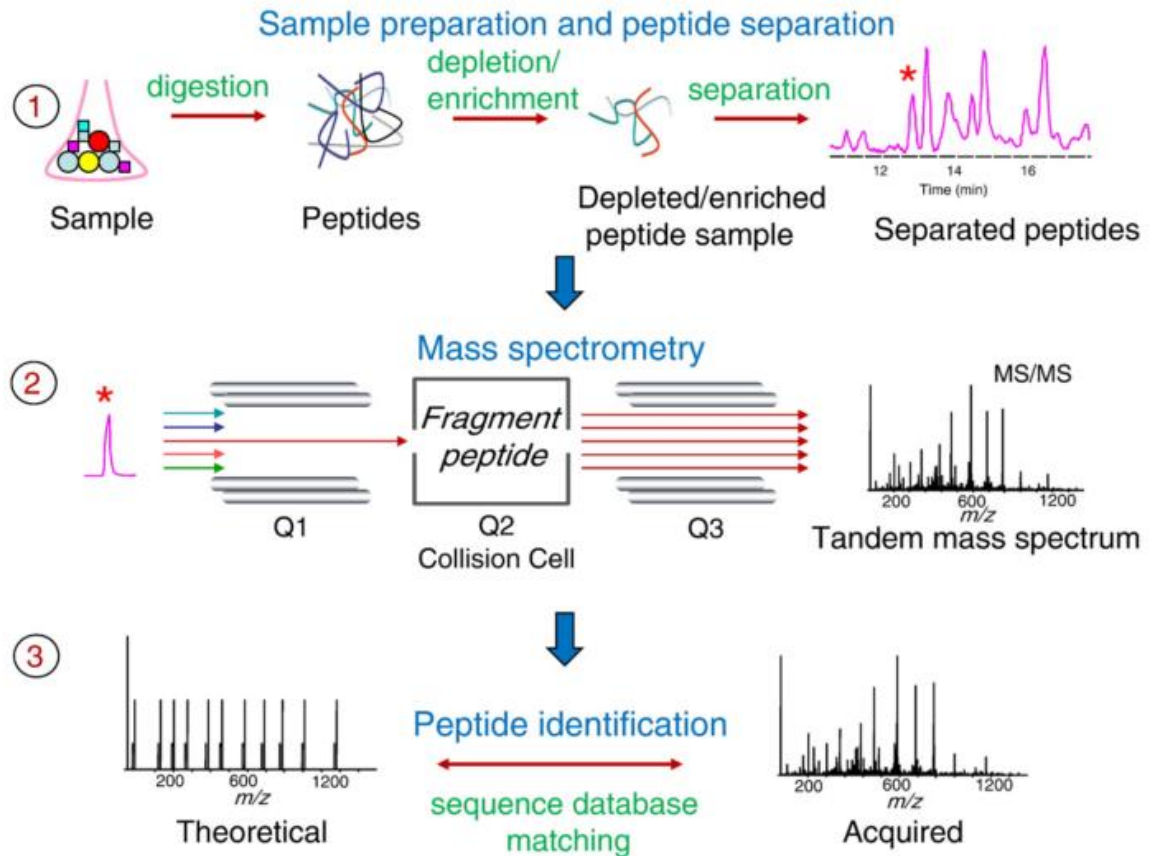 Sample preparation and peptide separation
1
digestion
depletion/
enrichment
separation
*
12 14 16
Time (min)
Sample
Peptides
Depleted/enriched
peptide sample
Separated peptides
Mass spectrometry
2
*
Fragment
peptide
MS/MS
Q1
Q2
Collision Cell
Q3
200 600 1200
m/z
Tandem mass spectrum
3
Peptide identification
sequence database
matching
200 600 1200
m/z
Theoretical
200 600 1200
m/z
Acquired